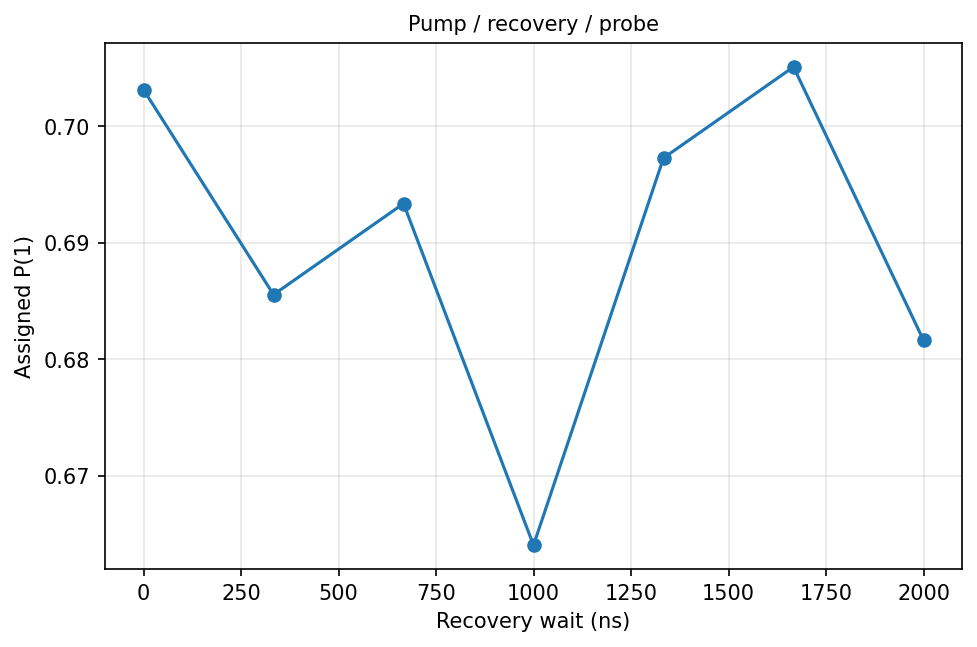 Pump / recovery / probe
Assigned P(1)
0.70
0.69
0.68
0.67
0 250 500 750 1000 1250 1500 1750 2000
Recovery wait (ns)